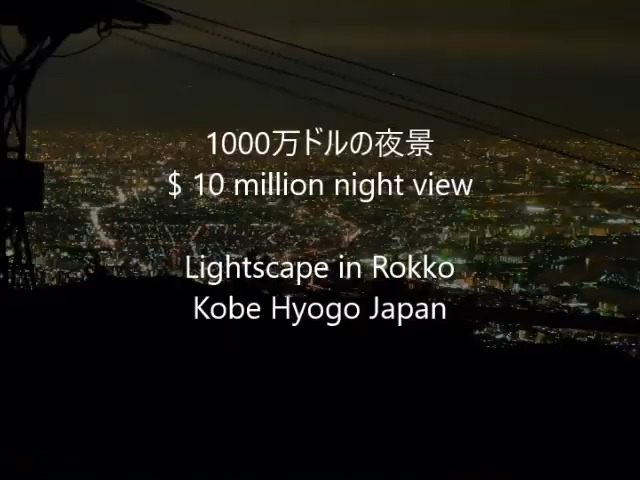 1000万ドルの夜景
$ 10 million night view
Lightscape in Rokko
Kobe Hyogo Japan